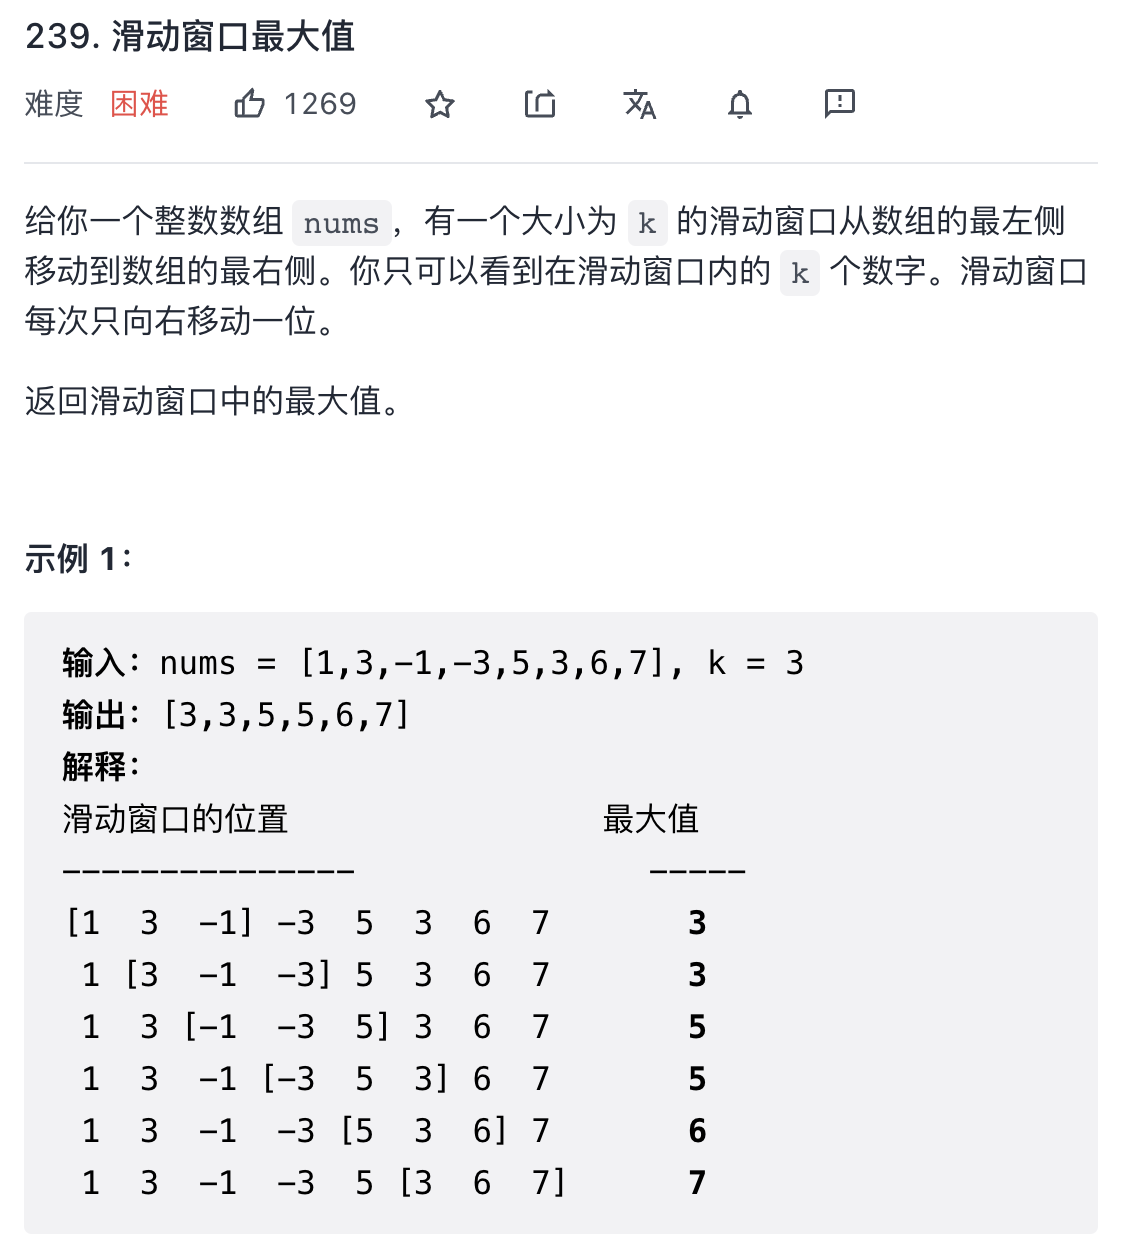 239. 滑动窗口最大值
难度 困难 1269
给你一个整数数组 nums，有一个大小为 k 的滑动窗口从数组的最左侧
移动到数组的最右侧。你只可以看到在滑动窗口内的 k 个数字。滑动窗口
每次只向右移动一位。
返回滑动窗口中的最大值。
示例 1：
输入：nums = [1,3,-1,-3,5,3,6,7], k = 3
输出：[3,3,5,5,6,7]
解释：
滑动窗口的位置                最大值
---------------               -----
[1  3  -1] -3  5  3  6  7       3
 1 [3  -1  -3] 5  3  6  7       3
 1  3 [-1  -3  5] 3  6  7       5
 1  3  -1 [-3  5  3] 6  7       5
 1  3  -1  -3 [5  3  6] 7       6
 1  3  -1  -3  5 [3  6  7]      7